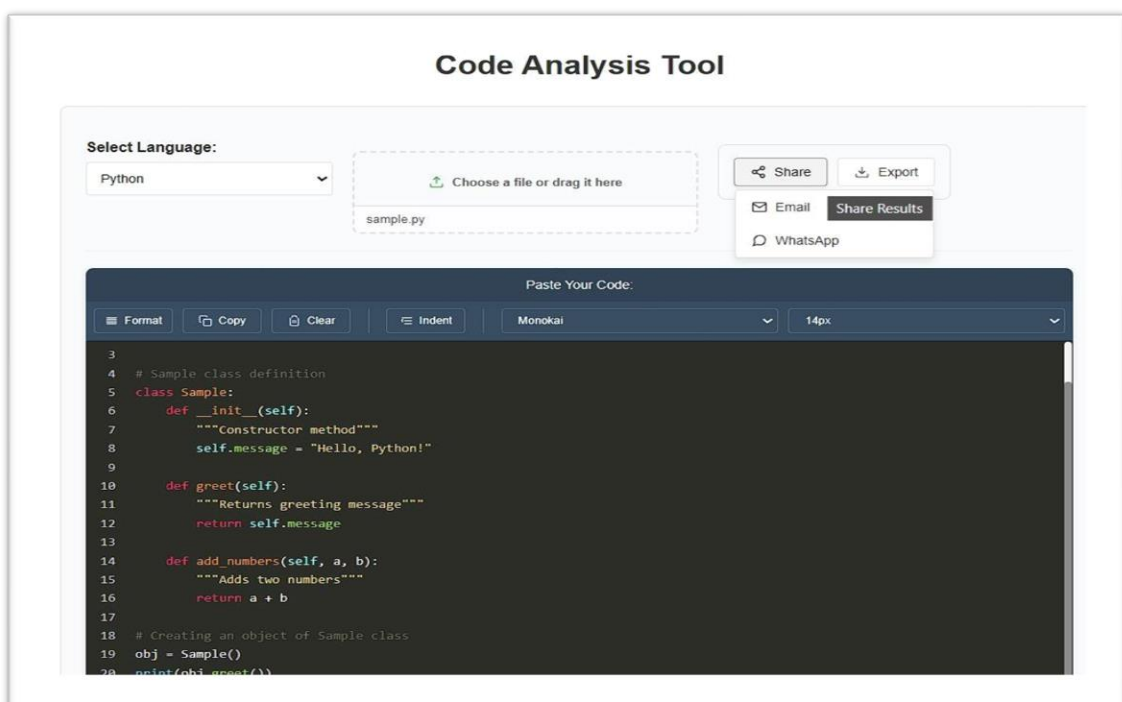 Code Analysis Tool
Select Language:
Python
Choose a file or drag it here
sample.py
Share
Export
Email
Share Results
WhatsApp
Paste Your Code:
Format Copy Clear Indent Monokai 14px
3
4 # Sample class definition
5 class Sample:
6     def __init__(self):
7         """Constructor method"""
8         self.message = "Hello, Python!"
9
10     def greet(self):
11         """Returns greeting message"""
12         return self.message
13
14     def add_numbers(self, a, b):
15         """Adds two numbers"""
16         return a + b
17
18 # Creating an object of Sample class
19 obj = Sample()
20 print(obj.greet())